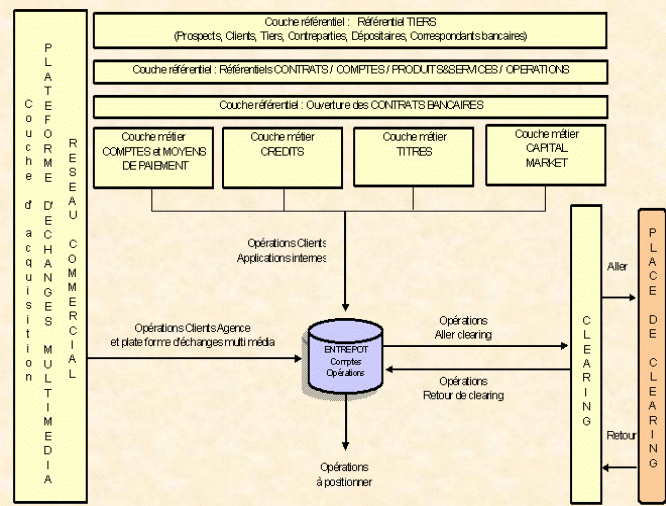 Couche référentiel : Référentiel TIERS
(Prospects, Clients, Tiers, Contreparties, Dépositaires, Correspondants bancaires)
Couche référentiel : Référentiels CONTRATS / COMPTES / PRODUITS&SERVICES / OPERATIONS
Couche référentiel : Ouverture des CONTRATS BANCAIRES
Couche d' acquisition
PLATEFORME D'ECHANGES MULTIMEDIA
RESEAU COMMERCIAL
Couche métier
COMPTES et MOYENS
DE PAIEMENT
Couche métier
CREDITS
Couche métier
TITRES
Couche métier
CAPITAL
MARKET
Opérations Clients
Applications internes
Opérations Clients Agence
et plate forme d'échanges multi média
ENTREPOT
Comptes
Opérations
Opérations
Aller clearing
Opérations
Retour de clearing
Opérations
à positionner
CLEARING
Aller
Retour
PLACE DE CLEARING